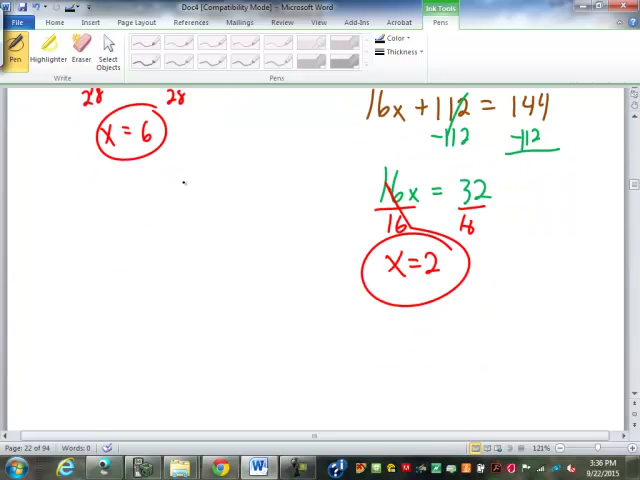 Doc4 [Compatibility Mode] - Microsoft Word
Ink Tools
File
Home
Insert
Page Layout
References
Mailings
Review
View
Add-Ins
Acrobat
Pens
Pen
Highlighter
Eraser
Select Objects
Color
Thickness
Write
Pens
28 28
x = 6
16x + 112 = 144
-112 -112
16x = 32
16 16
x = 2
Page: 22 of 94
Words: 0
121%
3:36 PM
9/22/2015